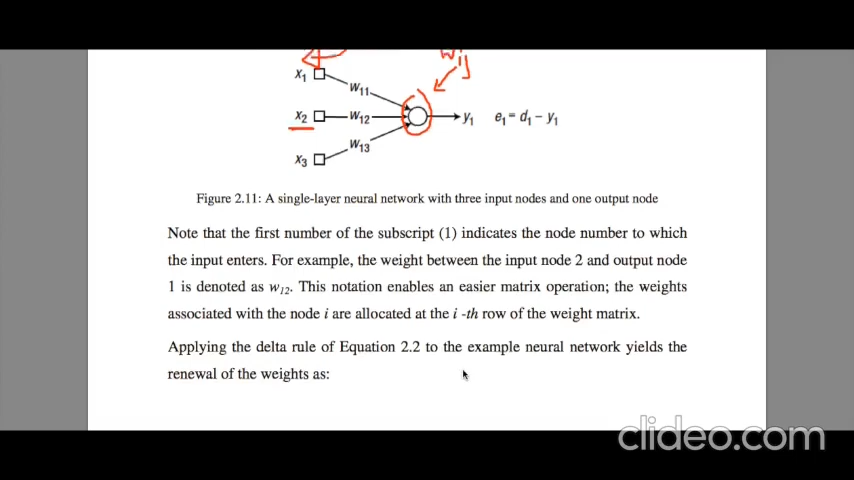 w_ij
x₁
w₁₁
x₂ w₁₂ y₁ e₁ = d₁ – y₁
w₁₃
x₃
Figure 2.11: A single-layer neural network with three input nodes and one output node
Note that the first number of the subscript (1) indicates the node number to which
the input enters. For example, the weight between the input node 2 and output node
1 is denoted as w₁₂. This notation enables an easier matrix operation; the weights
associated with the node i are allocated at the i -th row of the weight matrix.
Applying the delta rule of Equation 2.2 to the example neural network yields the
renewal of the weights as:
clideo.com